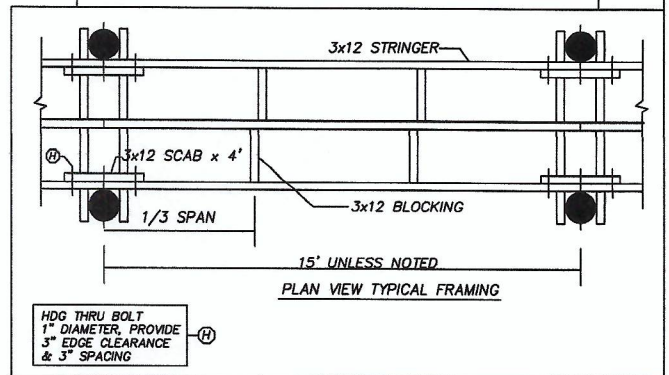 3x12 STRINGER
H
3x12 SCAB x 4'
3x12 BLOCKING
1/3 SPAN
15' UNLESS NOTED
PLAN VIEW TYPICAL FRAMING
HDG THRU BOLT
1" DIAMETER, PROVIDE
3" EDGE CLEARANCE
& 3" SPACING
H